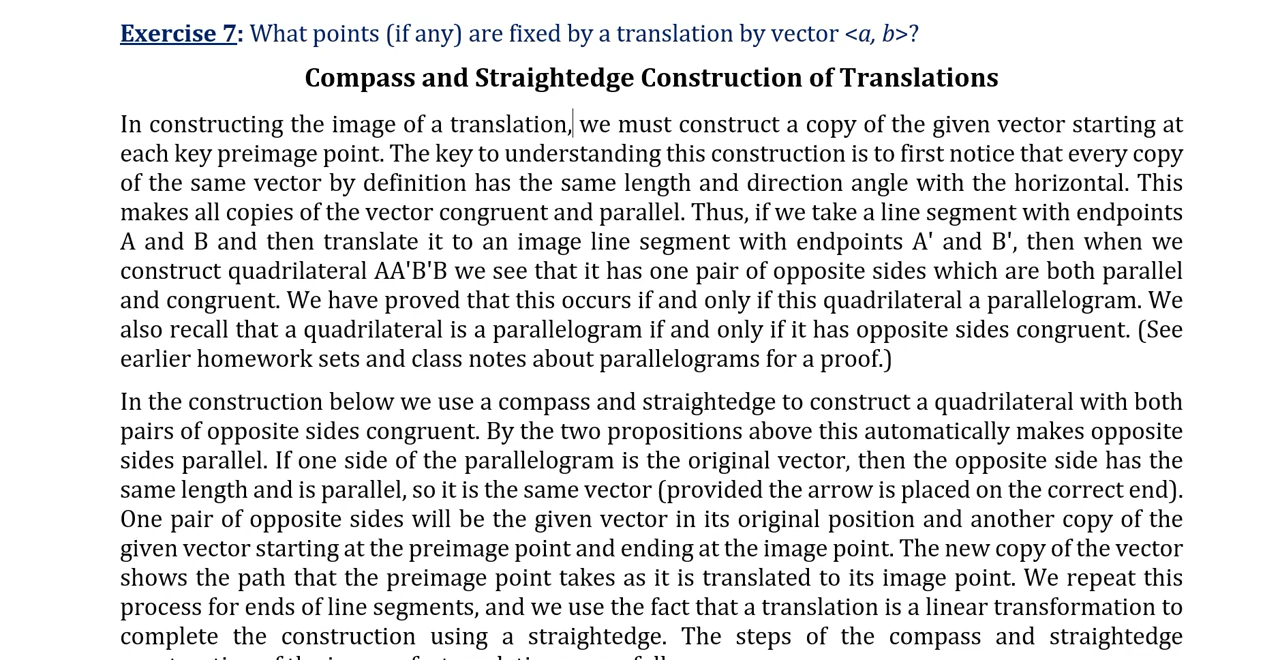 Exercise 7: What points (if any) are fixed by a translation by vector <a, b>?
Compass and Straightedge Construction of Translations
In constructing the image of a translation, we must construct a copy of the given vector starting at
each key preimage point. The key to understanding this construction is to first notice that every copy
of the same vector by definition has the same length and direction angle with the horizontal. This
makes all copies of the vector congruent and parallel. Thus, if we take a line segment with endpoints
A and B and then translate it to an image line segment with endpoints A' and B', then when we
construct quadrilateral AA'B'B we see that it has one pair of opposite sides which are both parallel
and congruent. We have proved that this occurs if and only if this quadrilateral a parallelogram. We
also recall that a quadrilateral is a parallelogram if and only if it has opposite sides congruent. (See
earlier homework sets and class notes about parallelograms for a proof.)
In the construction below we use a compass and straightedge to construct a quadrilateral with both
pairs of opposite sides congruent. By the two propositions above this automatically makes opposite
sides parallel. If one side of the parallelogram is the original vector, then the opposite side has the
same length and is parallel, so it is the same vector (provided the arrow is placed on the correct end).
One pair of opposite sides will be the given vector in its original position and another copy of the
given vector starting at the preimage point and ending at the image point. The new copy of the vector
shows the path that the preimage point takes as it is translated to its image point. We repeat this
process for ends of line segments, and we use the fact that a translation is a linear transformation to
complete the construction using a straightedge. The steps of the compass and straightedge